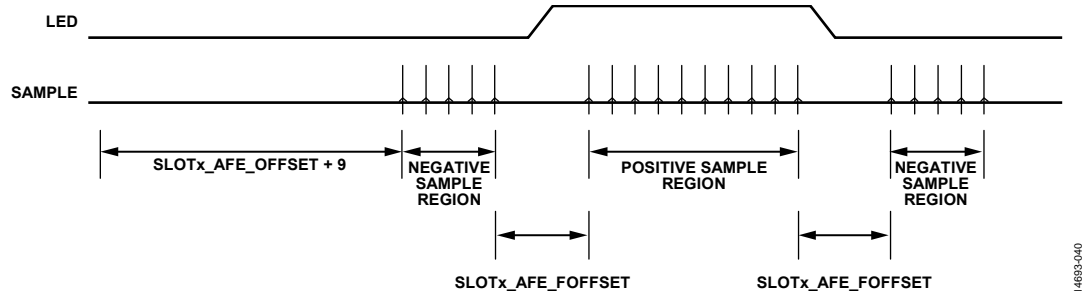 LED
SAMPLE
SLOTx_AFE_OFFSET + 9
NEGATIVE
SAMPLE
REGION
POSITIVE SAMPLE
REGION
NEGATIVE
SAMPLE
REGION
SLOTx_AFE_FOFFSET
SLOTx_AFE_FOFFSET
14693-040